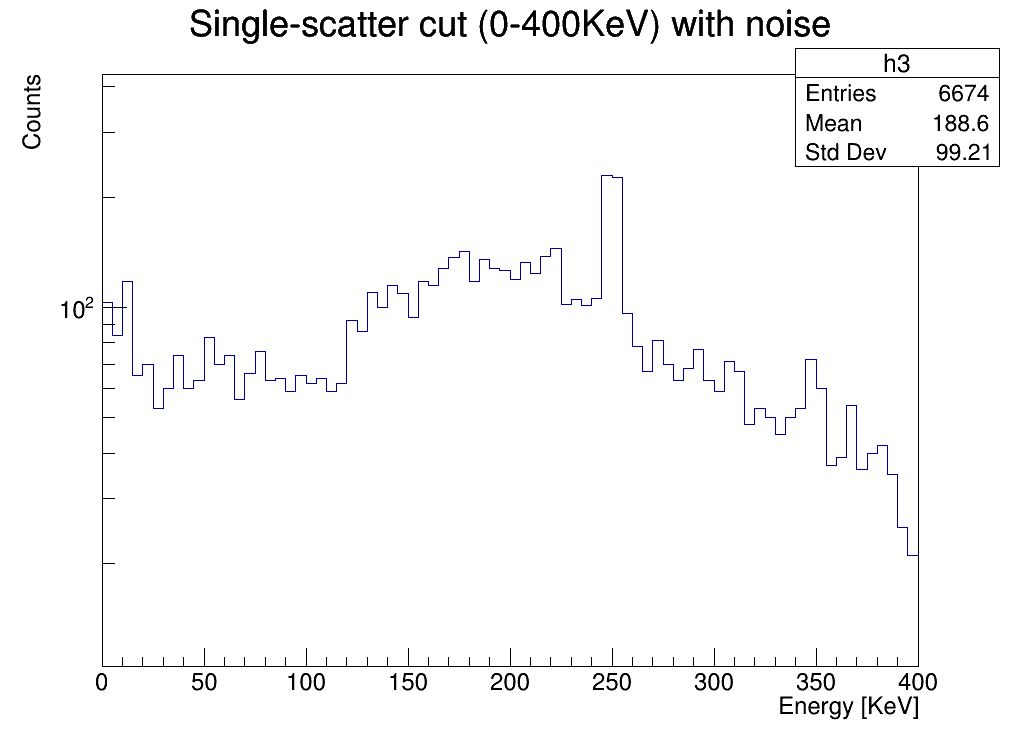 Single-scatter cut (0-400KeV) with noise
h3
Entries 6674
Mean 188.6
Std Dev 99.21
Counts
10²
0 50 100 150 200 250 300 350 400
Energy [KeV]